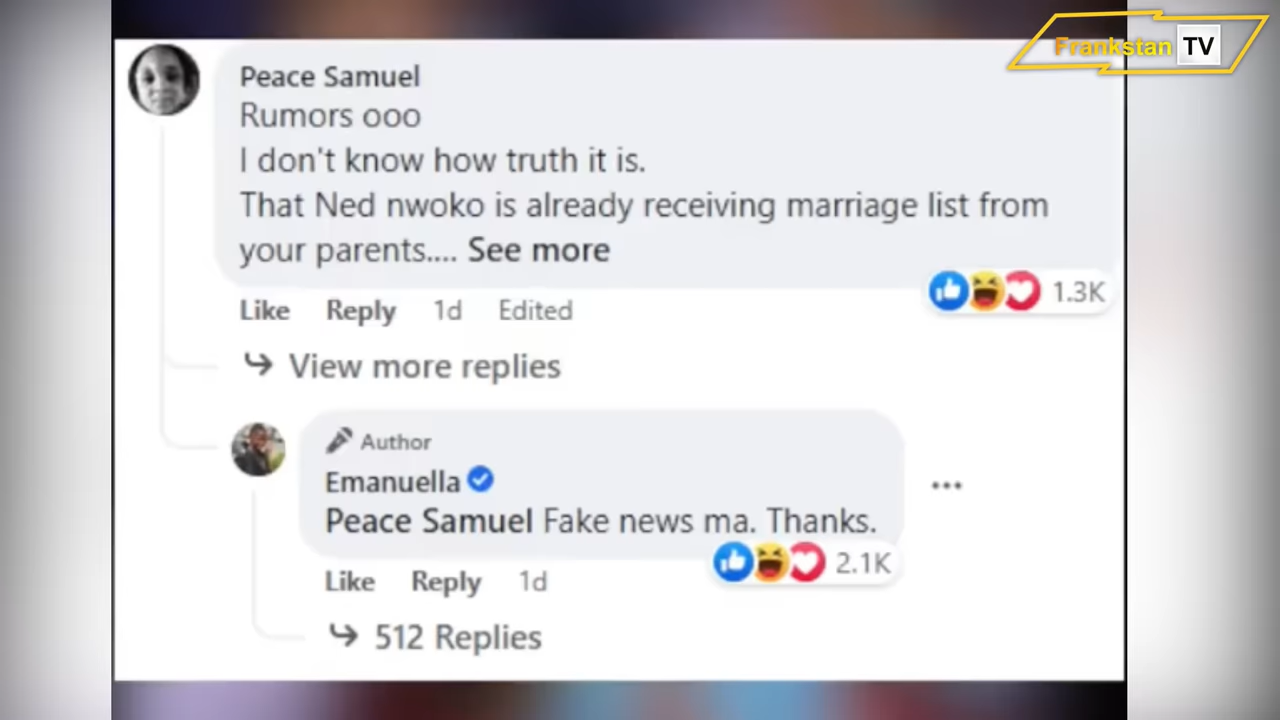 Frankstan TV
Peace Samuel
Rumors ooo
I don't know how truth it is.
That Ned nwoko is already receiving marriage list from
your parents.... See more
Like Reply 1d Edited
1.3K
View more replies
Author
Emanuella
Peace Samuel Fake news ma. Thanks.
Like Reply 1d
2.1K
512 Replies